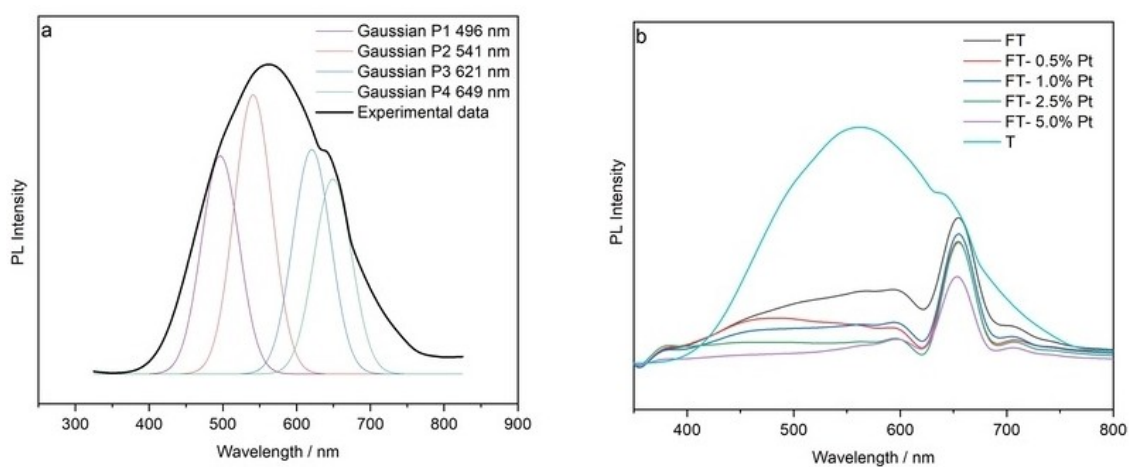 a
Gaussian P1 496 nm
Gaussian P2 541 nm
Gaussian P3 621 nm
Gaussian P4 649 nm
Experimental data
PL Intensity
300 400 500 600 700 800 900
Wavelength / nm
b
FT
FT- 0.5% Pt
FT- 1.0% Pt
FT- 2.5% Pt
FT- 5.0% Pt
T
PL Intensity
400 500 600 700 800
Wavelength / nm